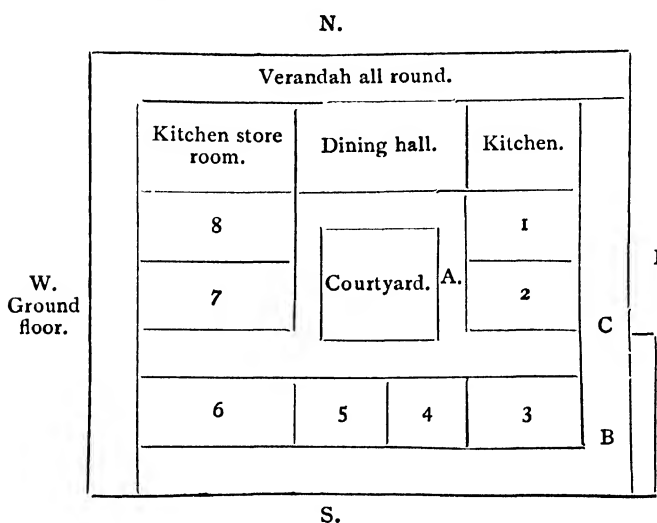 N.
Verandah all round.
Kitchen store
room.
Dining hall.
Kitchen.
8
1
W.
Ground
floor.
7
Courtyard.
A.
2
C
6
5
4
3
B
S.